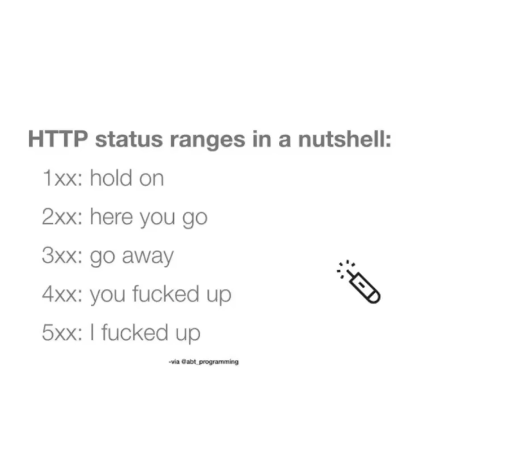 HTTP status ranges in a nutshell:
1xx: hold on
2xx: here you go
3xx: go away
4xx: you fucked up
5xx: I fucked up
-via @abt_programming